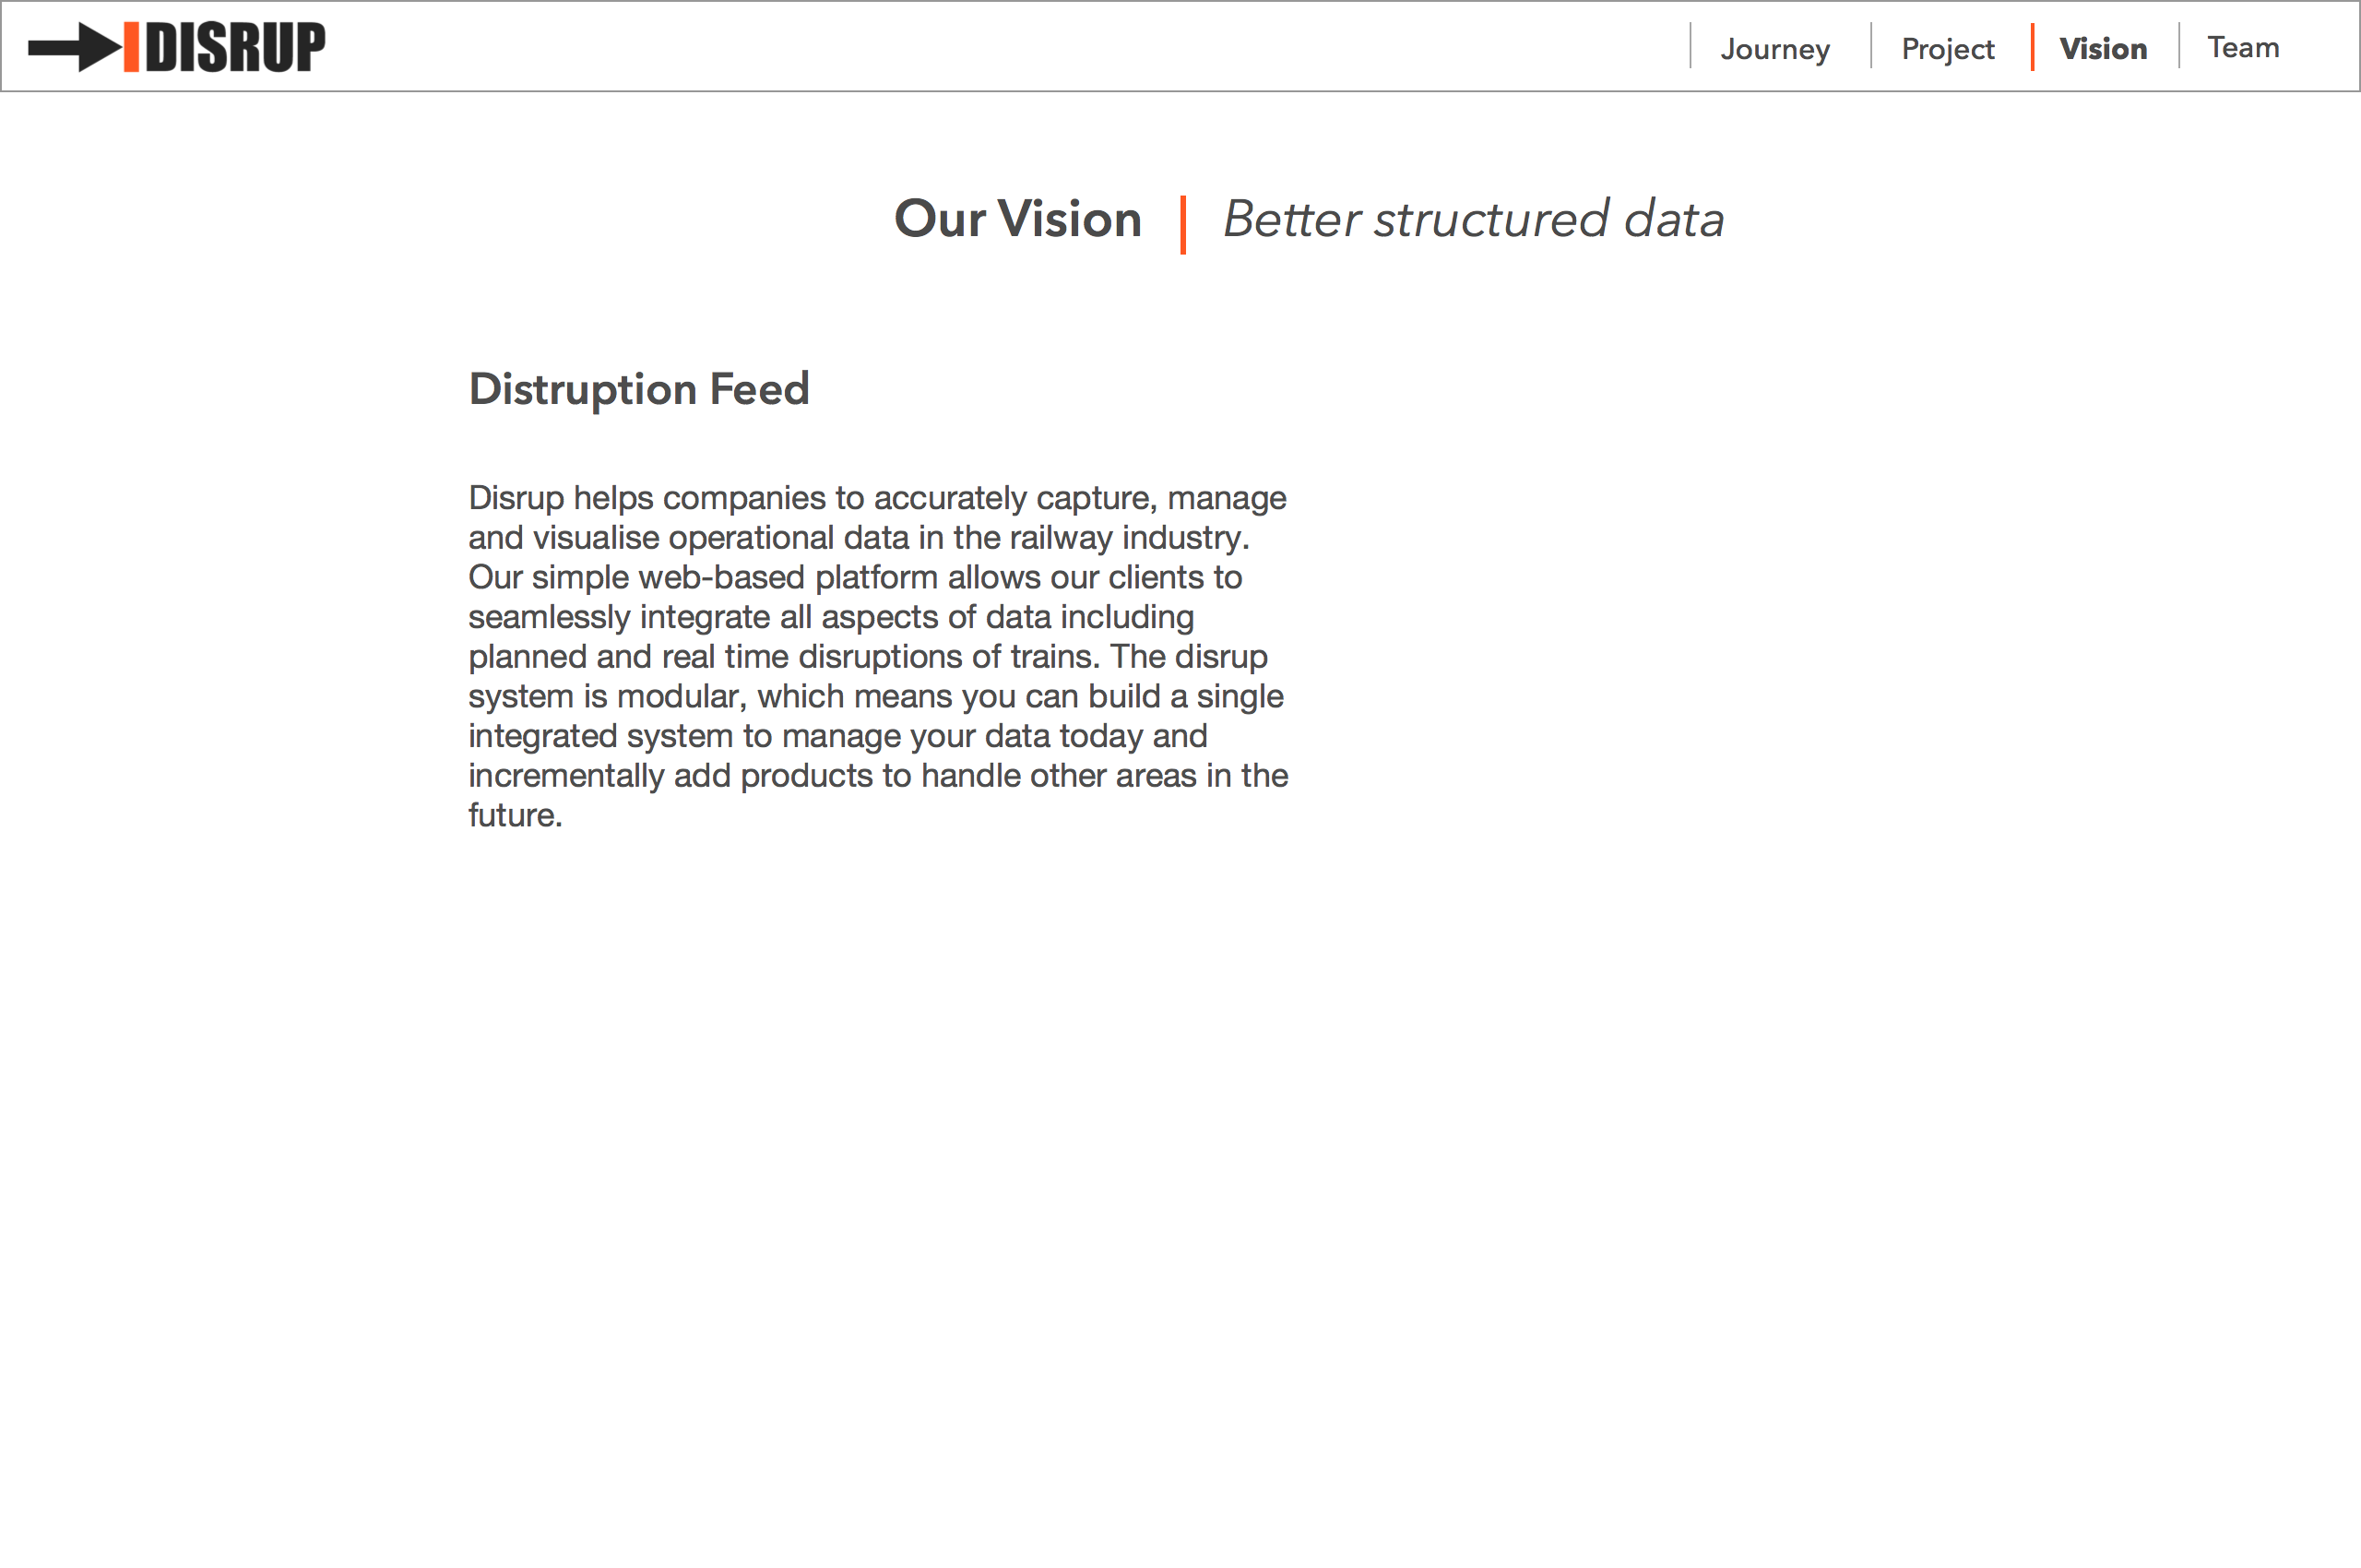 DISRUP
Journey
Project
Vision
Team
Our Vision
Better structured data
Distruption Feed
Disrup helps companies to accurately capture, manage
and visualise operational data in the railway industry.
Our simple web-based platform allows our clients to
seamlessly integrate all aspects of data including
planned and real time disruptions of trains. The disrup
system is modular, which means you can build a single
integrated system to manage your data today and
incrementally add products to handle other areas in the
future.